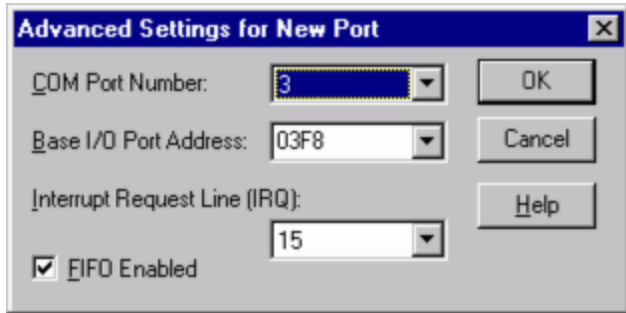 Advanced Settings for New Port
COM Port Number: 3 OK
Base I/O Port Address: 03F8 Cancel
Interrupt Request Line (IRQ): Help
15
FIFO Enabled